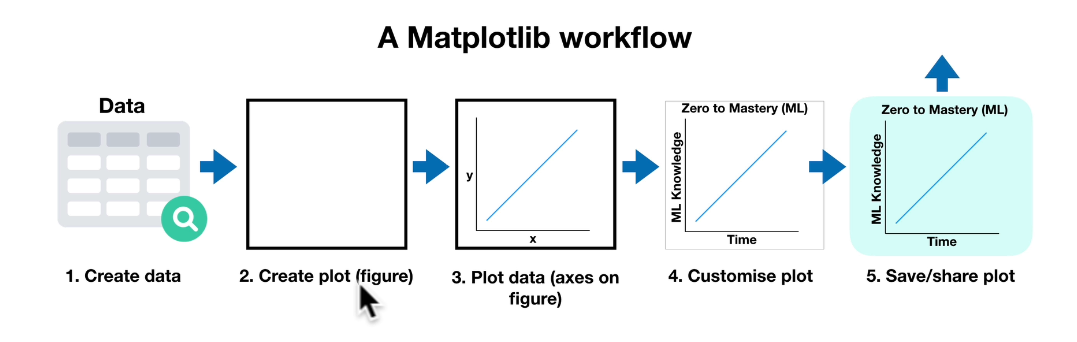 A Matplotlib workflow
Data
1. Create data
2. Create plot (figure)
y
x
3. Plot data (axes on
figure)
Zero to Mastery (ML)
ML Knowledge
Time
4. Customise plot
Zero to Mastery (ML)
ML Knowledge
Time
5. Save/share plot